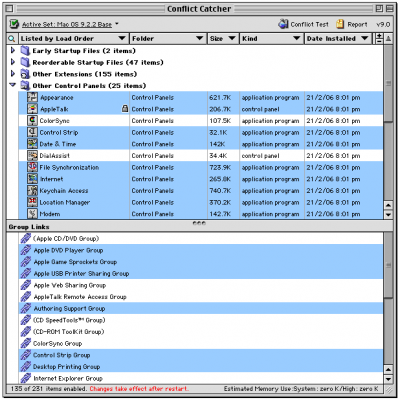 Conflict Catcher
Active Set: Mac OS 9.2.2 Base Conflict Test Report v9.0
Listed by Load Order Folder Size Kind Date Installed
Early Startup Files (2 items)
Reorderable Startup Files (47 items)
Other Extensions (155 items)
Other Control Panels (25 items)
Appearance Control Panels 621.7K application program 21/2/06 8:01 pm
AppleTalk Control Panels 206.7K control panel 21/2/06 8:01 pm
ColorSync Control Panels 107.5K application program 21/2/06 8:01 pm
Control Strip Control Panels 32.1K application program 21/2/06 8:01 pm
Date & Time Control Panels 142K application program 21/2/06 8:01 pm
DialAssist Control Panels 34.4K control panel 21/2/06 8:01 pm
File Synchronization Control Panels 723.9K application program 21/2/06 8:01 pm
Internet Control Panels 265.8K application program 21/2/06 8:01 pm
Keychain Access Control Panels 740.7K application program 21/2/06 8:01 pm
Location Manager Control Panels 370.2K application program 21/2/06 8:01 pm
Modem Control Panels 142.7K application program 21/2/06 8:01 pm
Group Links
(Apple CD/DVD Group)
Apple DVD Player Group
Apple Game Sprockets Group
Apple USB Printer Sharing Group
Apple Web Sharing Group
AppleTalk Remote Access Group
Authoring Support Group
(CD SpeedTools™ Group)
(CD-ROM ToolKit Group)
ColorSync Group
Control Strip Group
Desktop Printing Group
Internet Explorer Group
135 of 231 items enabled. Changes take effect after restart. Estimated Memory Use:System: zero K/High: zero K